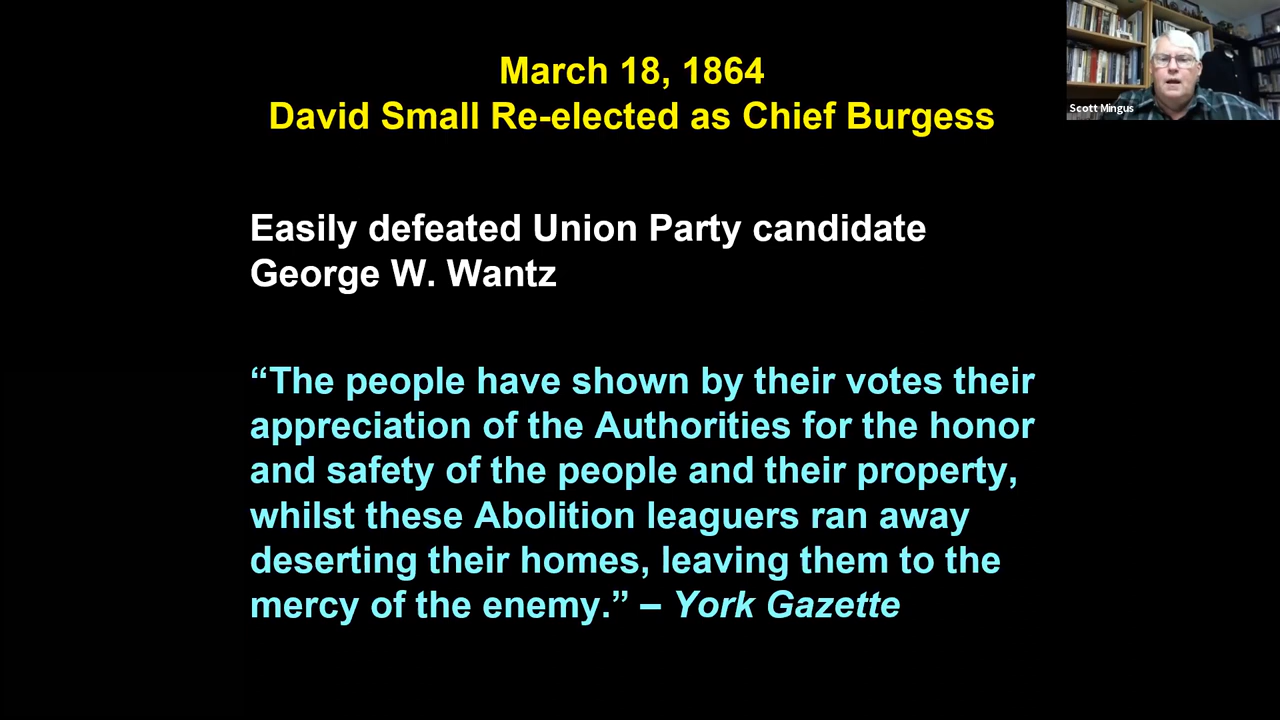 March 18, 1864
David Small Re-elected as Chief Burgess
Scott Mingus
Easily defeated Union Party candidate
George W. Wantz
“The people have shown by their votes their
appreciation of the Authorities for the honor
and safety of the people and their property,
whilst these Abolition leaguers ran away
deserting their homes, leaving them to the
mercy of the enemy.” – York Gazette